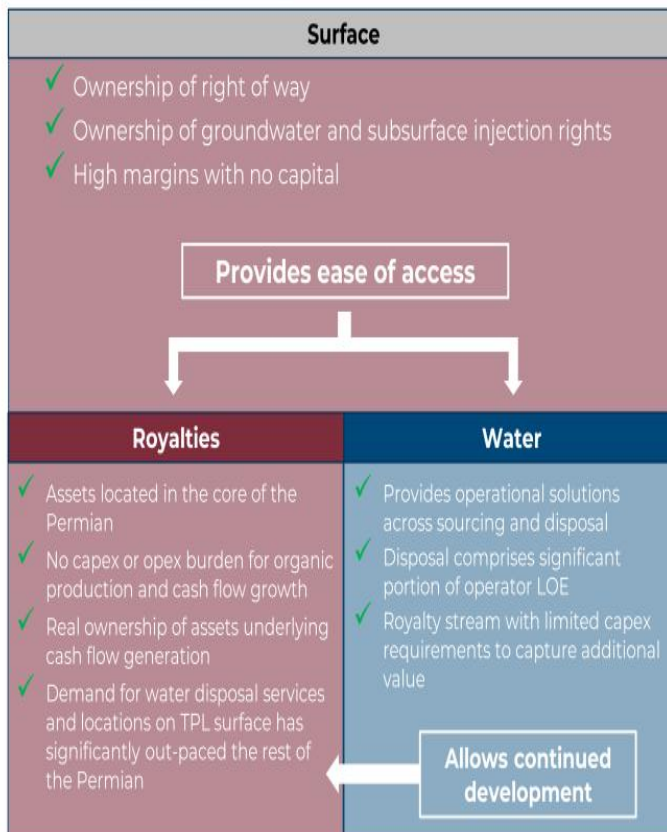 Surface
Ownership of right of way
Ownership of groundwater and subsurface injection rights
High margins with no capital
Provides ease of access
Royalties
Assets located in the core of the
Permian
No capex or opex burden for organic
production and cash flow growth
Real ownership of assets underlying
cash flow generation
Demand for water disposal services
and locations on TPL surface has
significantly out-paced the rest of
the Permian
Water
Provides operational solutions
across sourcing and disposal
Disposal comprises significant
portion of operator LOE
Royalty stream with limited capex
requirements to capture additional
value
Allows continued
development